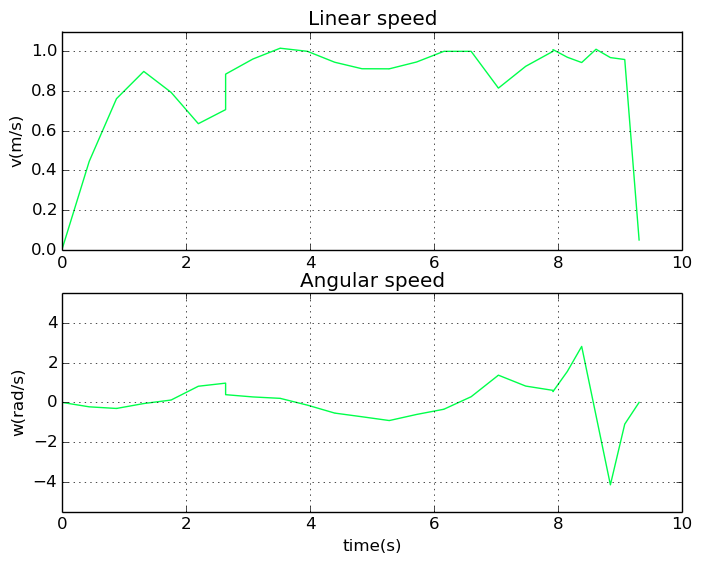 Linear speed
1.0
0.8
0.6
0.4
0.2
0.0
v(m/s)
0 2 4 6 8 10
Angular speed
4
2
0
−2
−4
w(rad/s)
0 2 4 6 8 10
time(s)